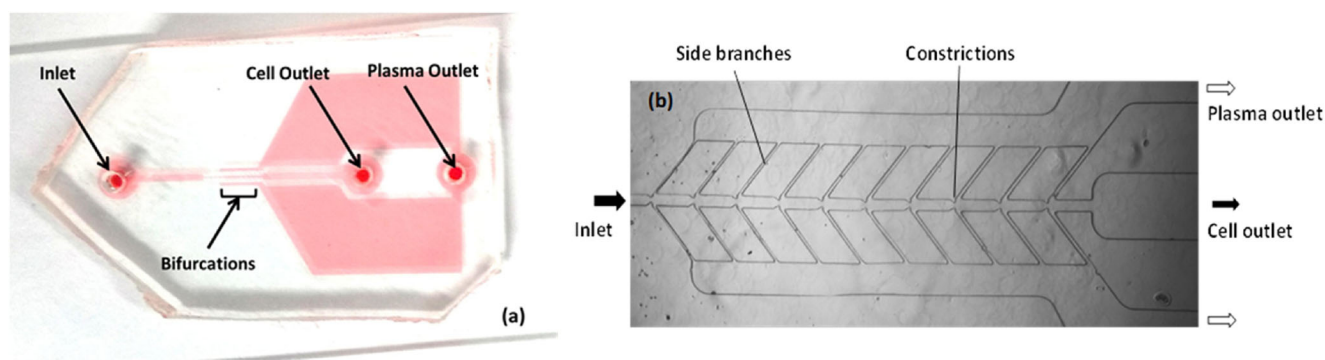 Inlet
Cell Outlet
Plasma Outlet
Bifurcations
(a)
Side branches
Constrictions
(b)
Plasma outlet
Inlet
Cell outlet